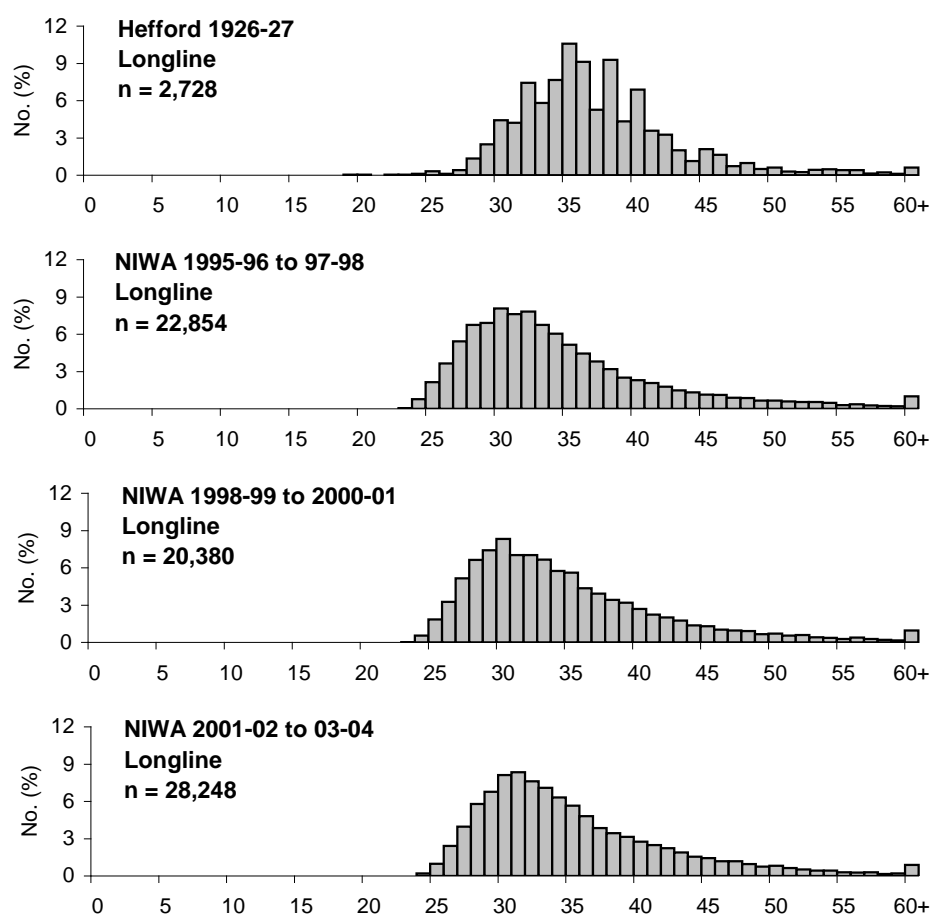 12
9
6
3
0
No. (%)
Hefford 1926-27
Longline
n = 2,728
0 5 10 15 20 25 30 35 40 45 50 55 60+
12
9
6
3
0
No. (%)
NIWA 1995-96 to 97-98
Longline
n = 22,854
0 5 10 15 20 25 30 35 40 45 50 55 60+
12
9
6
3
0
No. (%)
NIWA 1998-99 to 2000-01
Longline
n = 20,380
0 5 10 15 20 25 30 35 40 45 50 55 60+
12
9
6
3
0
No. (%)
NIWA 2001-02 to 03-04
Longline
n = 28,248
0 5 10 15 20 25 30 35 40 45 50 55 60+